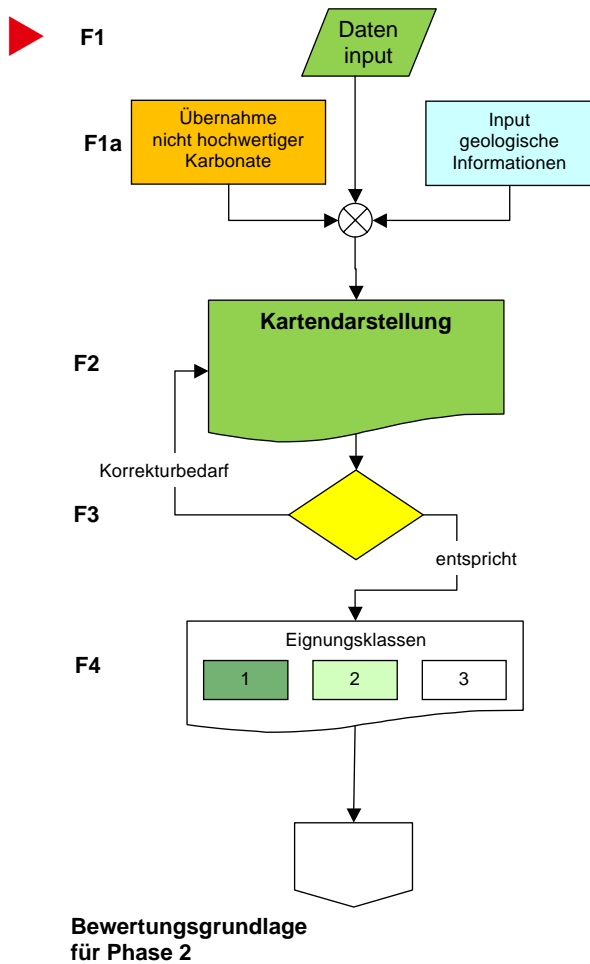 F1
Daten
input
F1a
Übernahme
nicht hochwertiger
Karbonate
Input
geologische
Informationen
Kartendarstellung
F2
Korrekturbedarf
F3
entspricht
Eignungsklassen
F4
1
2
3
Bewertungsgrundlage
für Phase 2